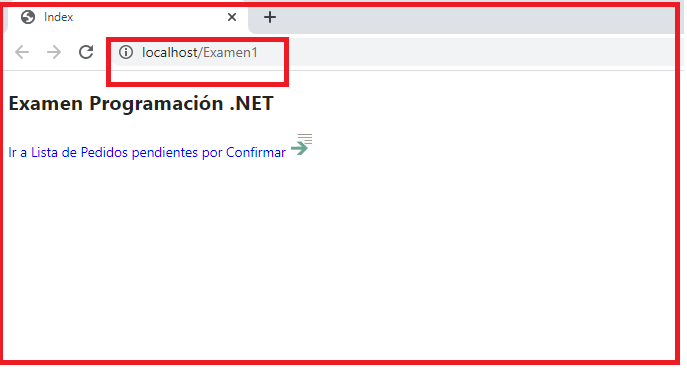 Index
localhost/Examen1
Examen Programación .NET
Ir a Lista de Pedidos pendientes por Confirmar